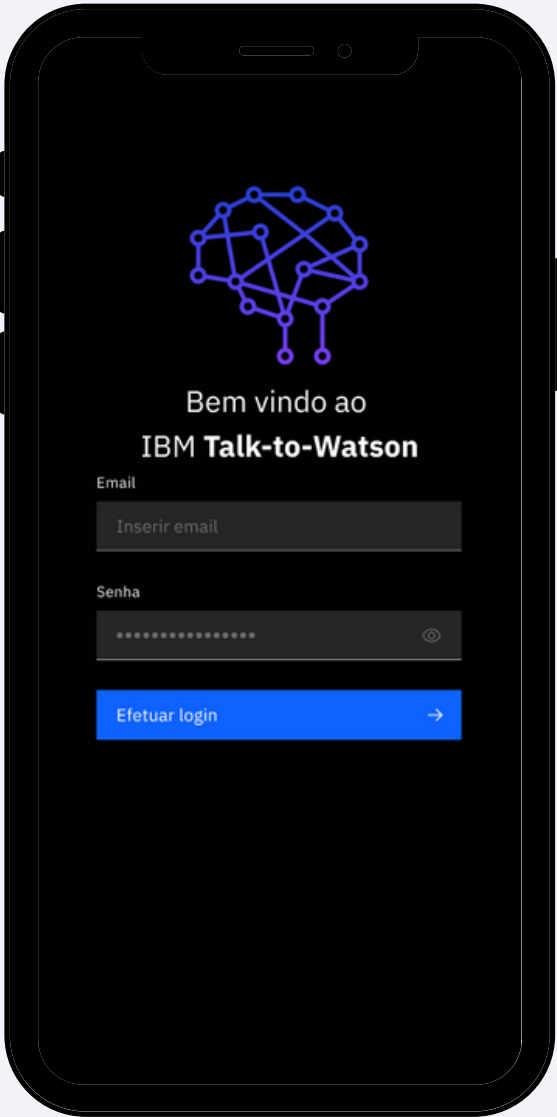 Bem vindo ao
IBM Talk-to-Watson
Email
Inserir email
Senha
••••••••••••••••
Efetuar login